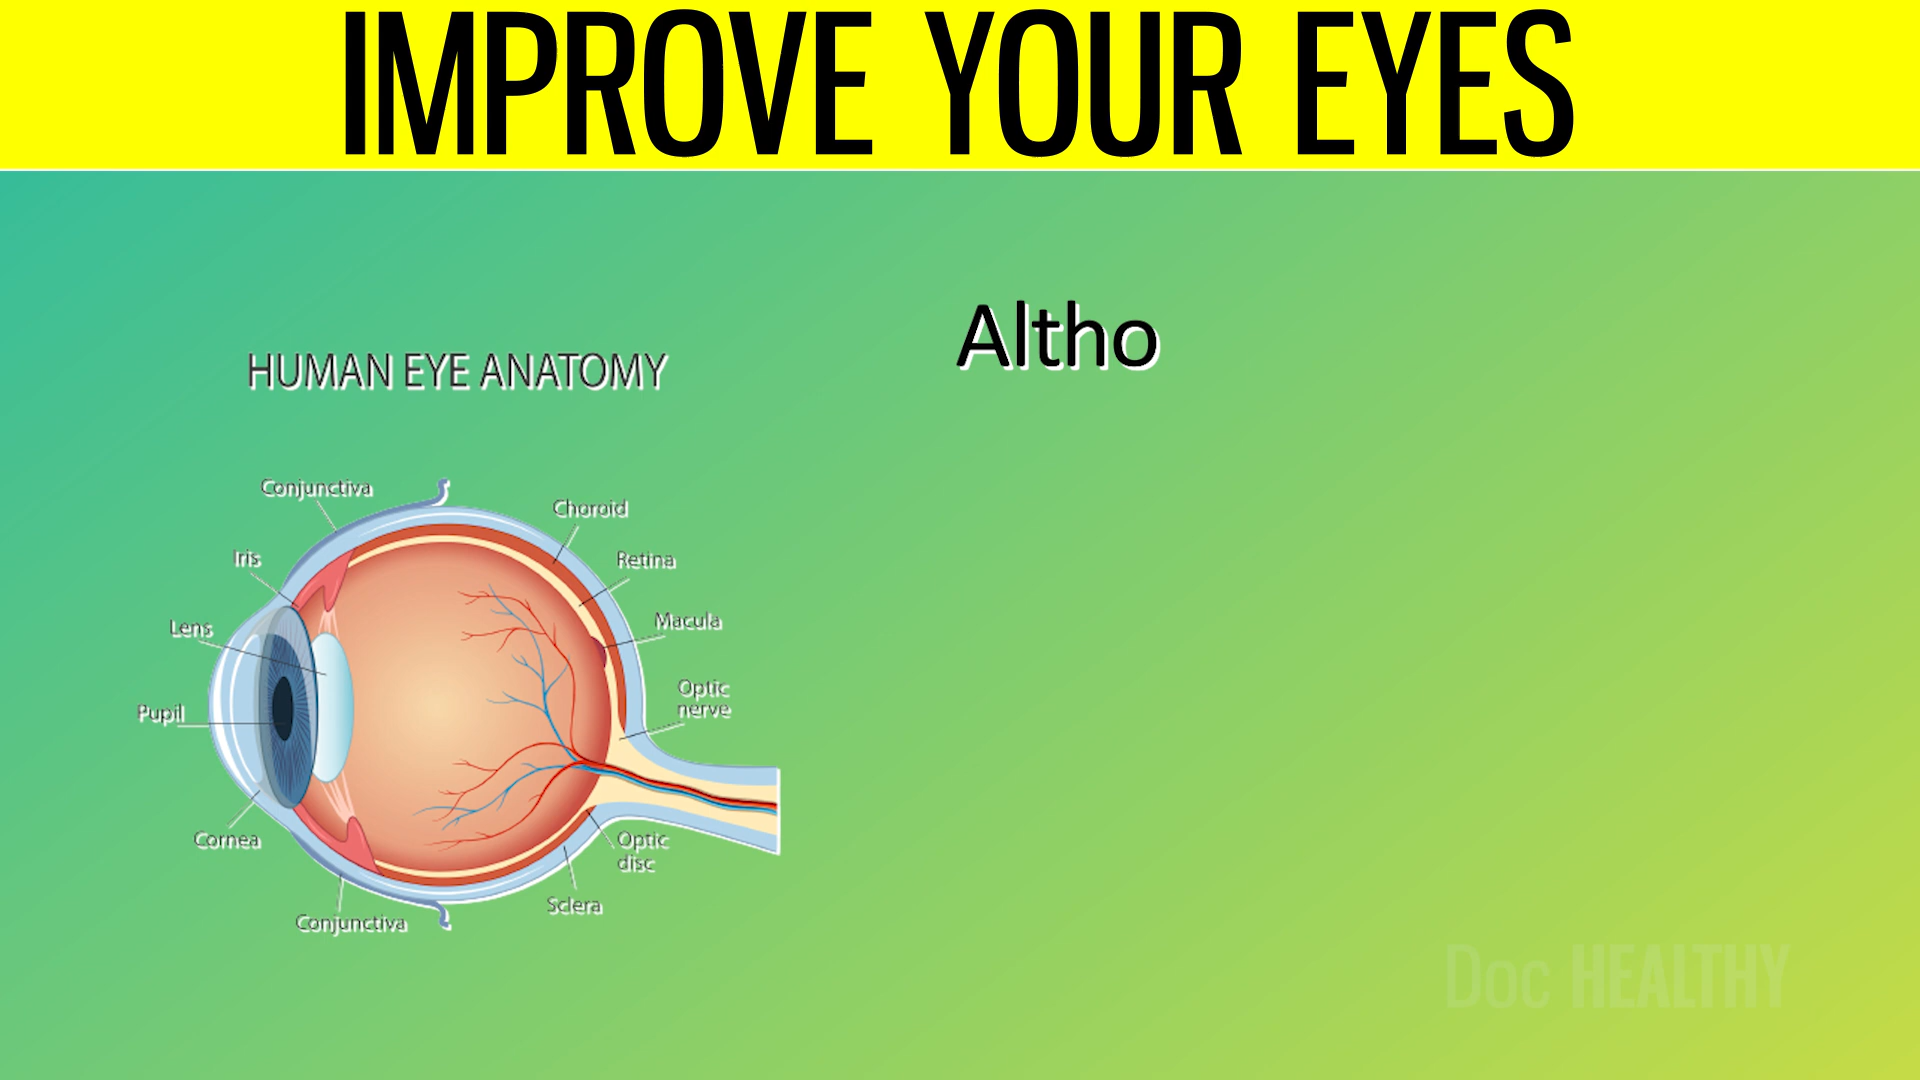 IMPROVE YOUR EYES
Altho
HUMAN EYE ANATOMY
Conjunctiva
Choroid
Iris
Retina
Lens
Macula
Optic
nerve
Pupil
Cornea
Optic
disc
Sclera
Conjunctiva
Doc HEALTHY